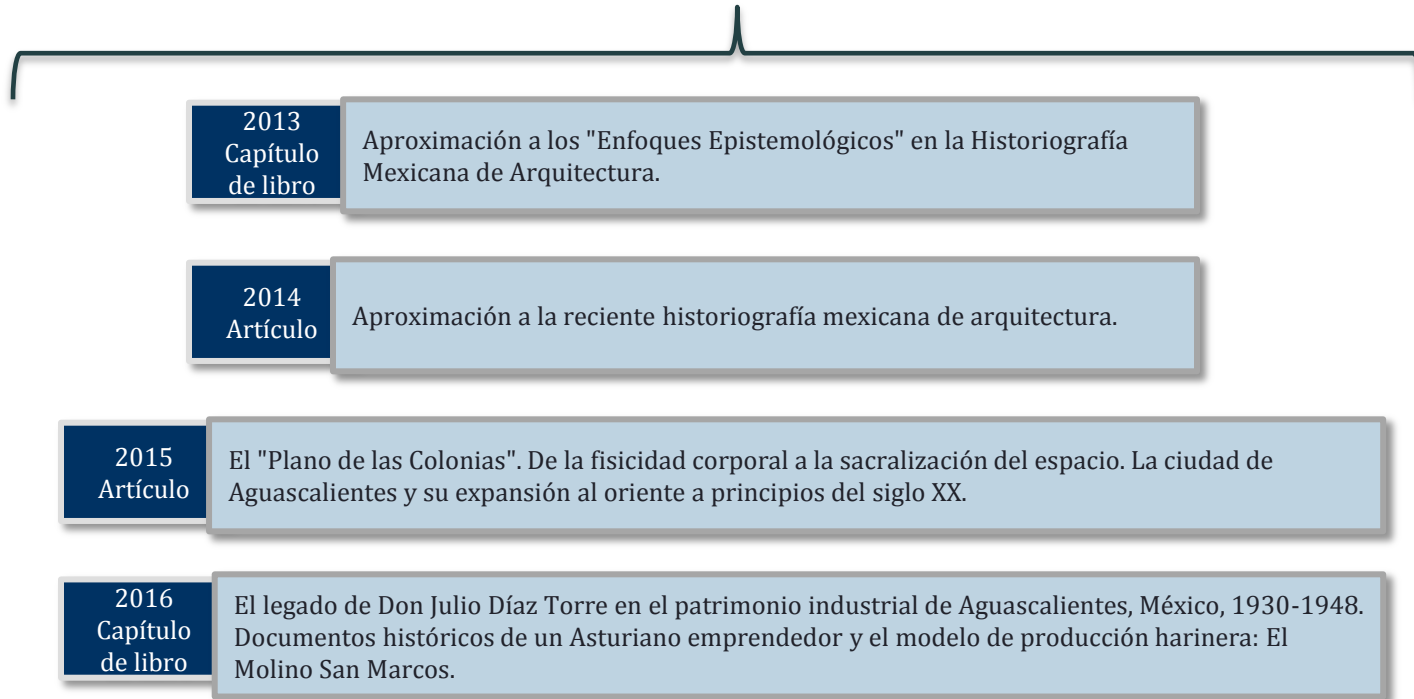 2013
Capítulo
de libro
Aproximación a los "Enfoques Epistemológicos" en la Historiografía
Mexicana de Arquitectura.
2014
Artículo
Aproximación a la reciente historiografía mexicana de arquitectura.
2015
Artículo
El "Plano de las Colonias". De la fisicidad corporal a la sacralización del espacio. La ciudad de
Aguascalientes y su expansión al oriente a principios del siglo XX.
2016
Capítulo
de libro
El legado de Don Julio Díaz Torre en el patrimonio industrial de Aguascalientes, México, 1930-1948.
Documentos históricos de un Asturiano emprendedor y el modelo de producción harinera: El
Molino San Marcos.